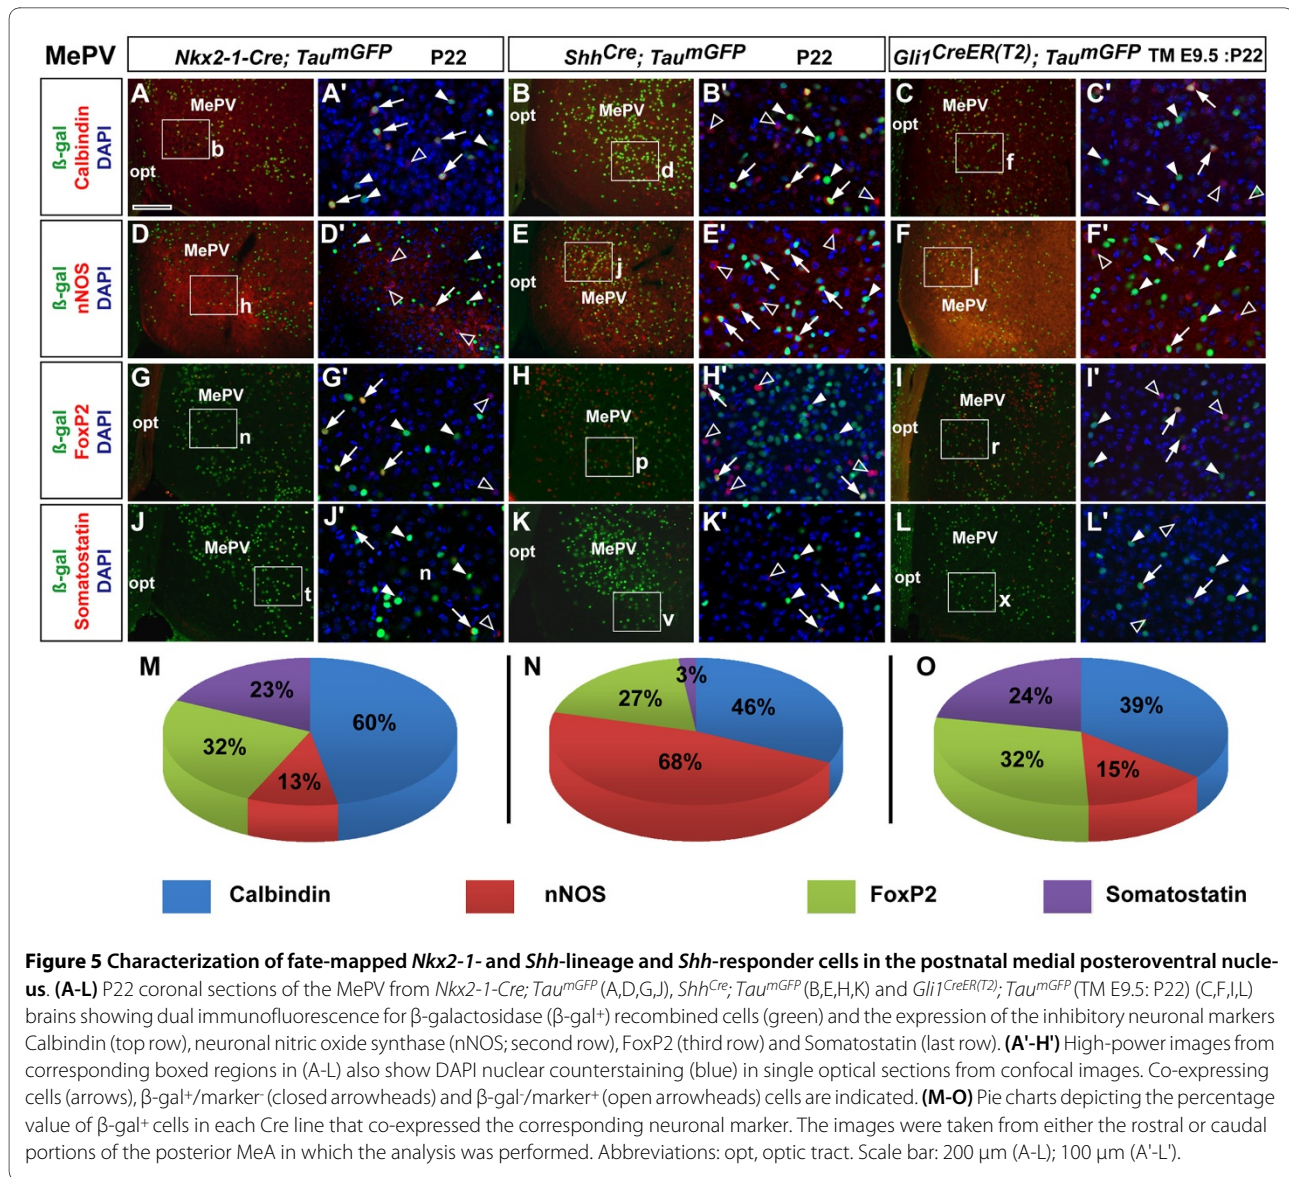 MePV
Nkx2-1-Cre; TaumGFP P22
ShhCre; TaumGFP P22
Gli1CreER(T2); TaumGFP TM E9.5 :P22
ß-gal
Calbindin
DAPI
A MePV opt b
A'
B MePV opt d
B'
C MePV opt f
C'
ß-gal
nNOS
DAPI
D MePV h
D'
E opt j MePV
E'
F l MePV
F'
ß-gal
FoxP2
DAPI
G MePV opt n
G'
H MePV p
H'
I MePV opt r
I'
ß-gal
Somatostatin
DAPI
J MePV opt t
J' n
K MePV opt v
K'
L MePV opt x
L'
M 23% 60% 32% 13%
N 3% 27% 46% 68%
O 24% 39% 32% 15%
Calbindin nNOS FoxP2 Somatostatin
Figure 5 Characterization of fate-mapped Nkx2-1- and Shh-lineage and Shh-responder cells in the postnatal medial posteroventral nucle-
us. (A-L) P22 coronal sections of the MePV from Nkx2-1-Cre; TaumGFP (A,D,G,J), ShhCre; TaumGFP (B,E,H,K) and Gli1CreER(T2); TaumGFP (TM E9.5: P22) (C,F,I,L)
brains showing dual immunofluorescence for β-galactosidase (β-gal+) recombined cells (green) and the expression of the inhibitory neuronal markers
Calbindin (top row), neuronal nitric oxide synthase (nNOS; second row), FoxP2 (third row) and Somatostatin (last row). (A'-H') High-power images from
corresponding boxed regions in (A-L) also show DAPI nuclear counterstaining (blue) in single optical sections from confocal images. Co-expressing
cells (arrows), β-gal+/marker- (closed arrowheads) and β-gal-/marker+ (open arrowheads) cells are indicated. (M-O) Pie charts depicting the percentage
value of β-gal+ cells in each Cre line that co-expressed the corresponding neuronal marker. The images were taken from either the rostral or caudal
portions of the posterior MeA in which the analysis was performed. Abbreviations: opt, optic tract. Scale bar: 200 μm (A-L); 100 μm (A'-L').